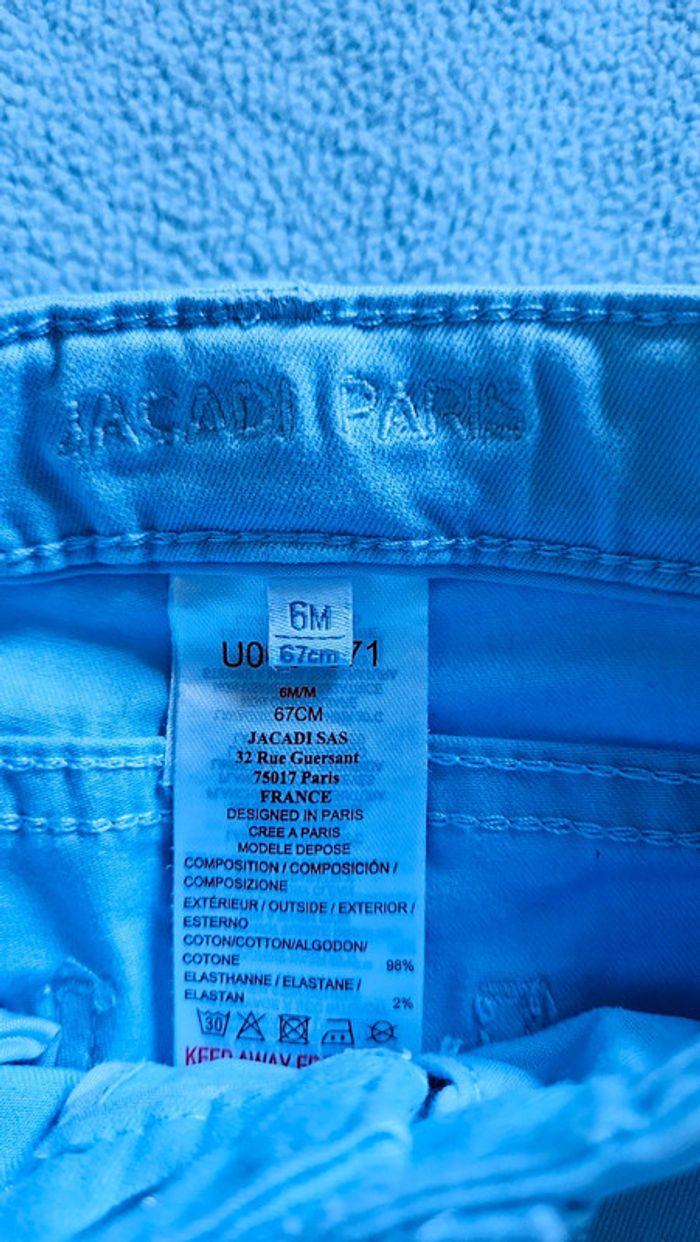 JACADI PARIS
6M
67cm
6M/M
67CM
JACADI SAS
32 Rue Guersant
75017 Paris
FRANCE
DESIGNED IN PARIS
CREE A PARIS
MODELE DEPOSE
COMPOSITION / COMPOSICIÓN /
COMPOSIZIONE
EXTÉRIEUR / OUTSIDE / EXTERIOR /
ESTERNO
COTON/COTTON/ALGODON/
COTONE 98%
ELASTHANNE / ELASTANE /
ELASTAN 2%
30
KEEP AWAY